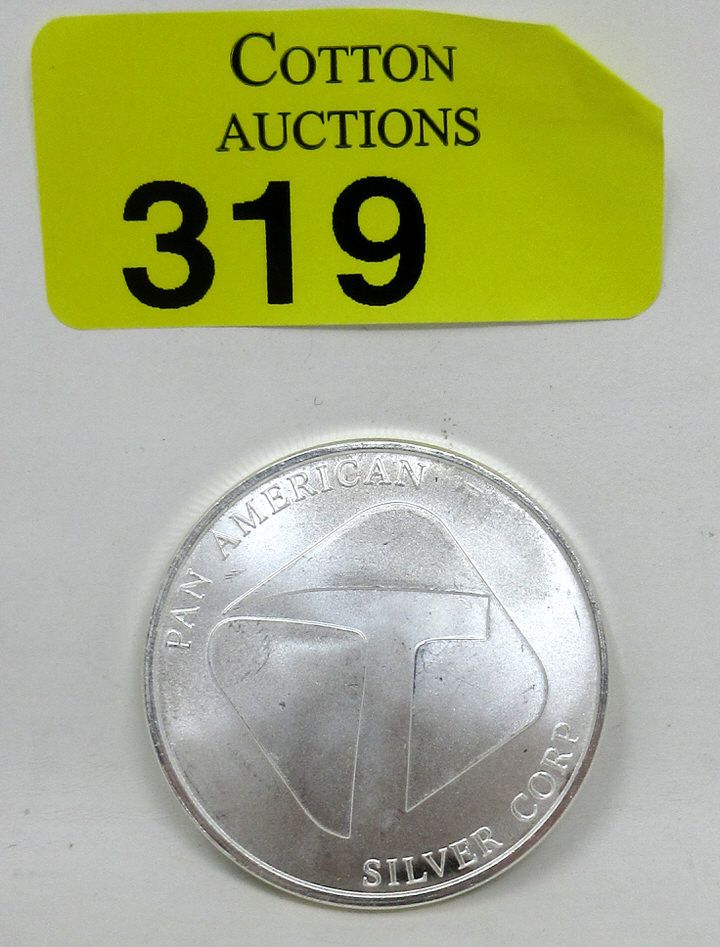 COTTON
AUCTIONS
319
PAN AMERICAN
SILVER CORP